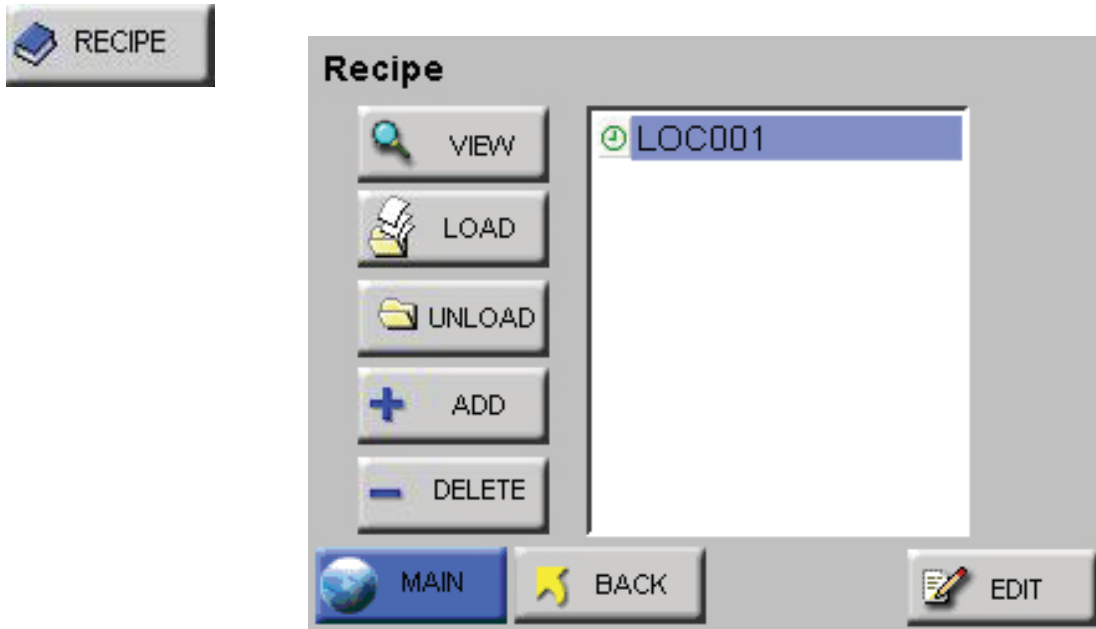 RECIPE
Recipe
VIEW
LOC001
LOAD
UNLOAD
ADD
DELETE
MAIN
BACK
EDIT